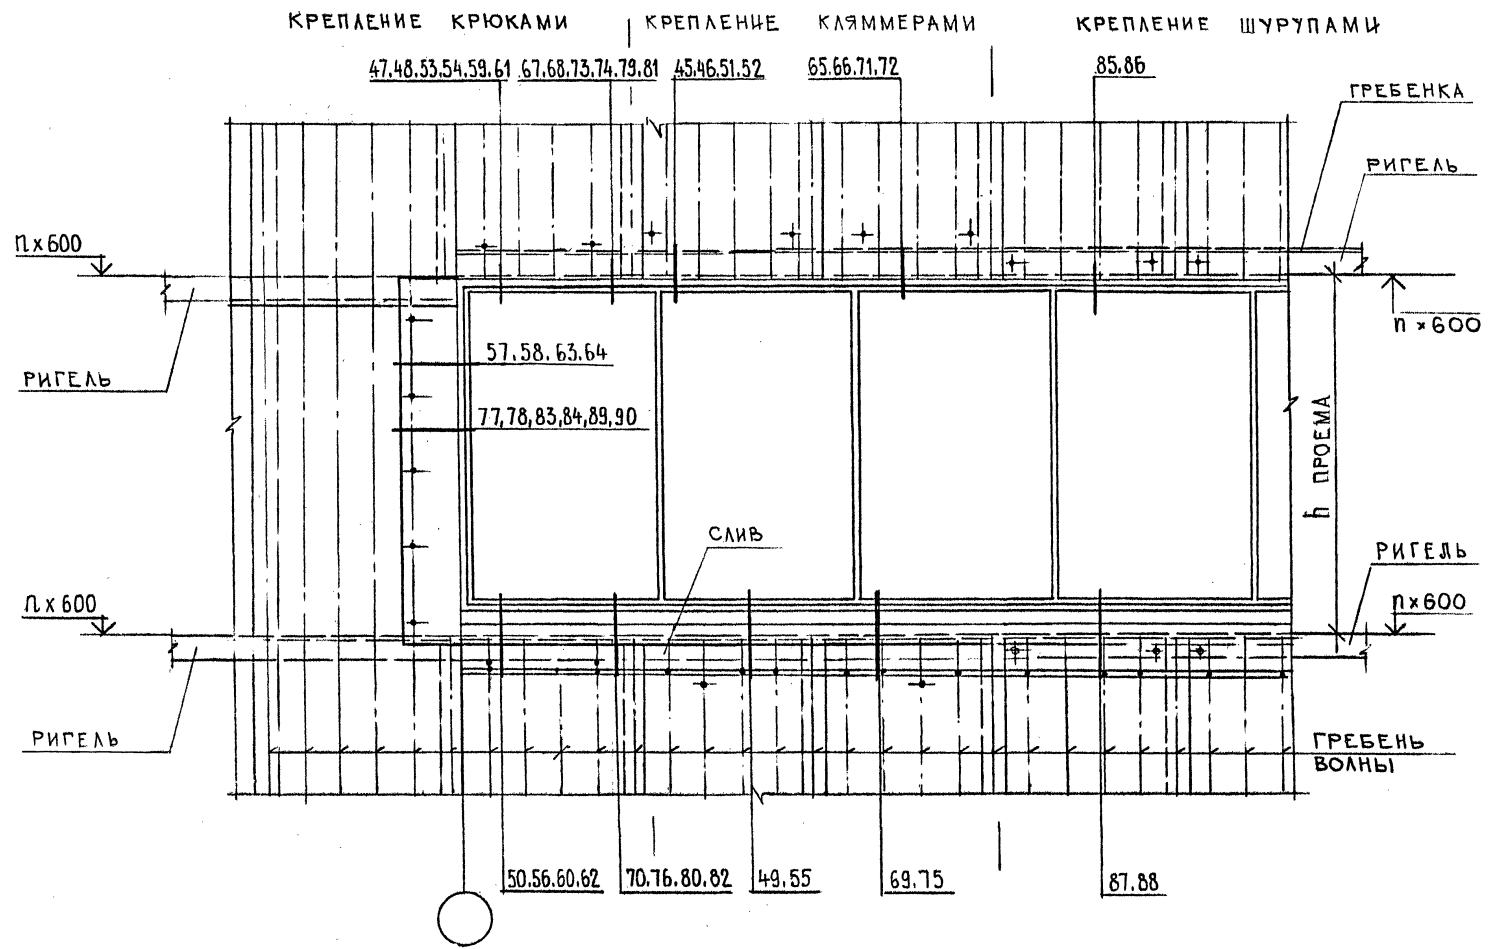 КРЕПЛЕНИЕ КРЮКАМИ
КРЕПЛЕНИЕ КЛЯММЕРАМИ
КРЕПЛЕНИЕ ШУРУПАМИ
47.48.53.54.59.61
67.68.73.74.79.81
45.46.51.52
65.66.71.72
85.86
ГРЕБЕНКА
РИГЕЛЬ
n×600
n×600
РИГЕЛЬ
57.58.63.64
77,78,83,84,89,90
h ПРОЕМА
СЛИВ
РИГЕЛЬ
n×600
n×600
РИГЕЛЬ
ГРЕБЕНЬ
ВОЛНЫ
50.56.60.62
70.76.80.82
49.55
69.75
87.88